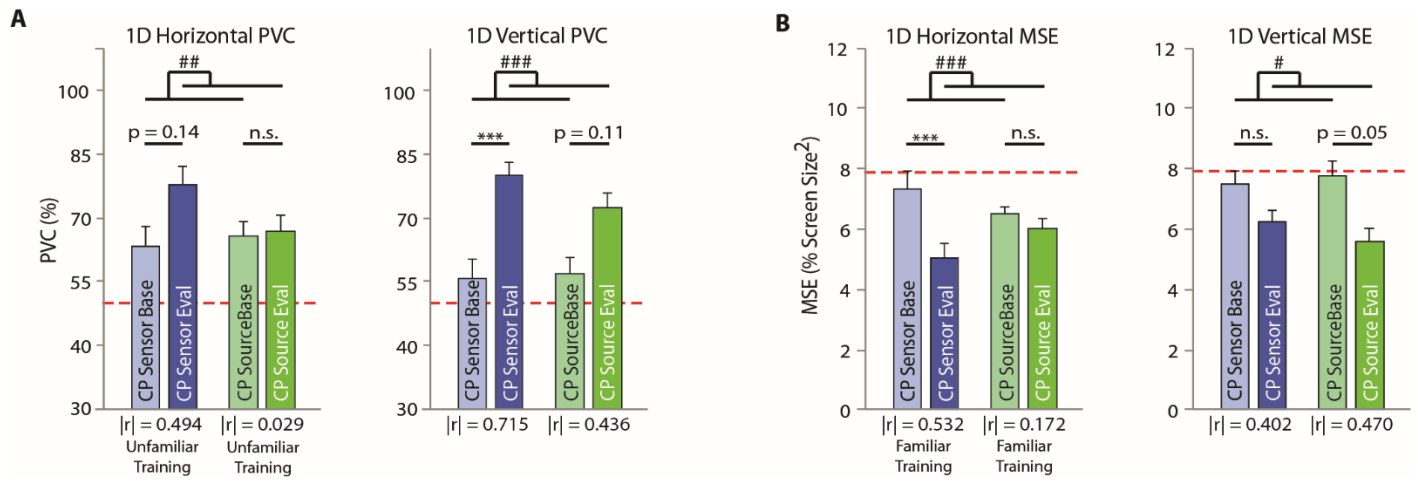 A
1D Horizontal PVC
##
100
85
70
55
40
30
PVC (%)
p = 0.14
n.s.
CP Sensor Base
CP Sensor Eval
CP SourceBase
CP Source Eval
|r| = 0.494
|r| = 0.029
Unfamiliar
Training
Unfamiliar
Training
1D Vertical PVC
###
100
85
70
55
40
30
***
p = 0.11
CP Sensor Base
CP Sensor Eval
CP SourceBase
CP Source Eval
|r| = 0.715
|r| = 0.436
B
1D Horizontal MSE
###
12
10
8
6
4
2
0
MSE (% Screen Size²)
***
n.s.
CP Sensor Base
CP Sensor Eval
CP SourceBase
CP Source Eval
|r| = 0.532
|r| = 0.172
Familiar
Training
Familiar
Training
1D Vertical MSE
#
12
10
8
6
4
2
0
n.s.
p = 0.05
CP Sensor Base
CP Sensor Eval
CP SourceBase
CP Source Eval
|r| = 0.402
|r| = 0.470